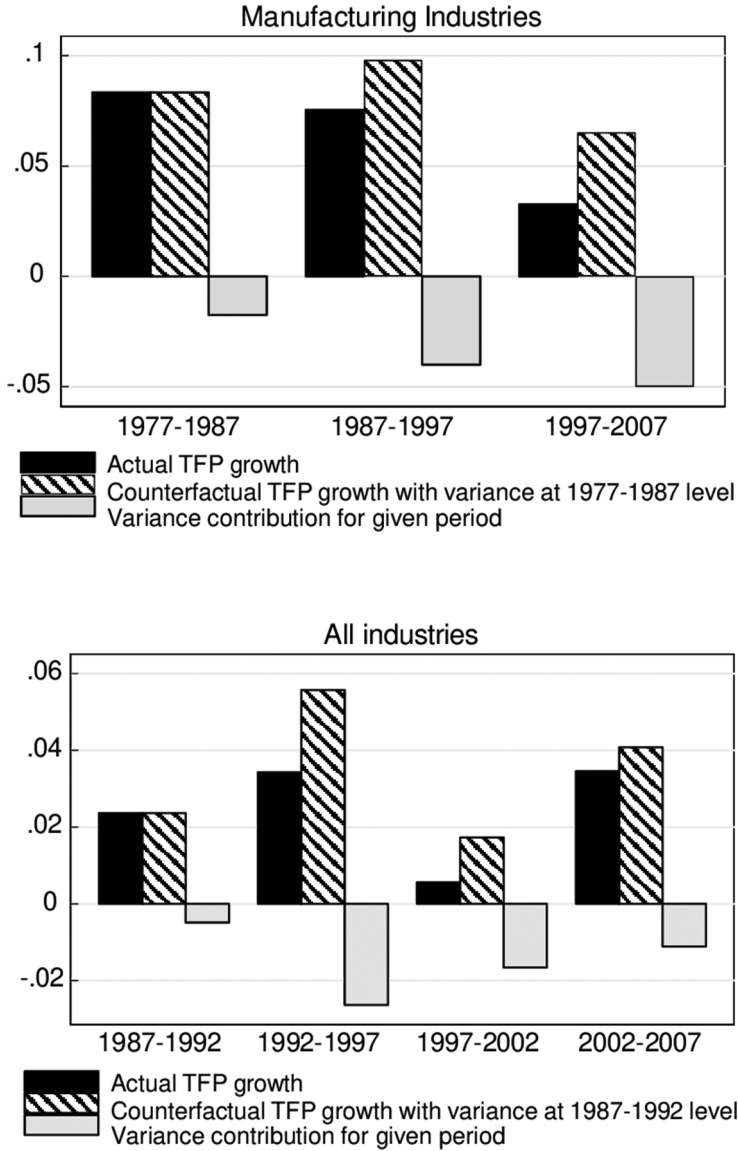 Manufacturing Industries
.1
.05
0
-.05
1977-1987 1987-1997 1997-2007
Actual TFP growth
Counterfactual TFP growth with variance at 1977-1987 level
Variance contribution for given period
All industries
.06
.04
.02
0
-.02
1987-1992 1992-1997 1997-2002 2002-2007
Actual TFP growth
Counterfactual TFP growth with variance at 1987-1992 level
Variance contribution for given period